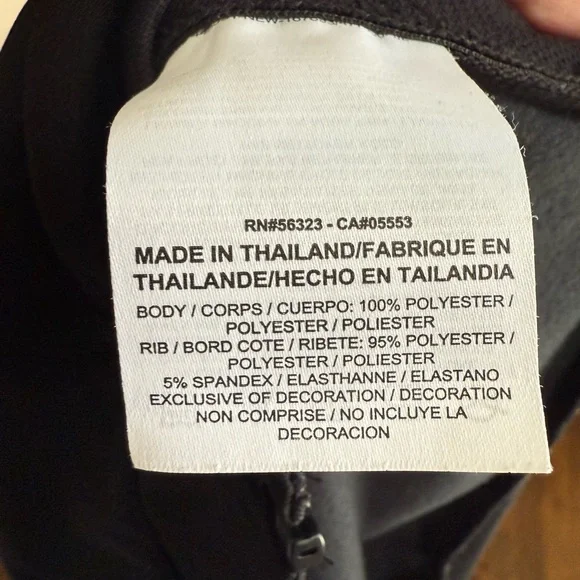 RN#56323 - CA#05553
MADE IN THAILAND/FABRIQUE EN
THAILANDE/HECHO EN TAILANDIA
BODY / CORPS / CUERPO: 100% POLYESTER /
POLYESTER / POLIESTER
RIB / BORD COTE / RIBETE: 95% POLYESTER /
POLYESTER / POLIESTER
5% SPANDEX / ELASTHANNE / ELASTANO
EXCLUSIVE OF DECORATION / DECORATION
NON COMPRISE / NO INCLUYE LA
DECORACION